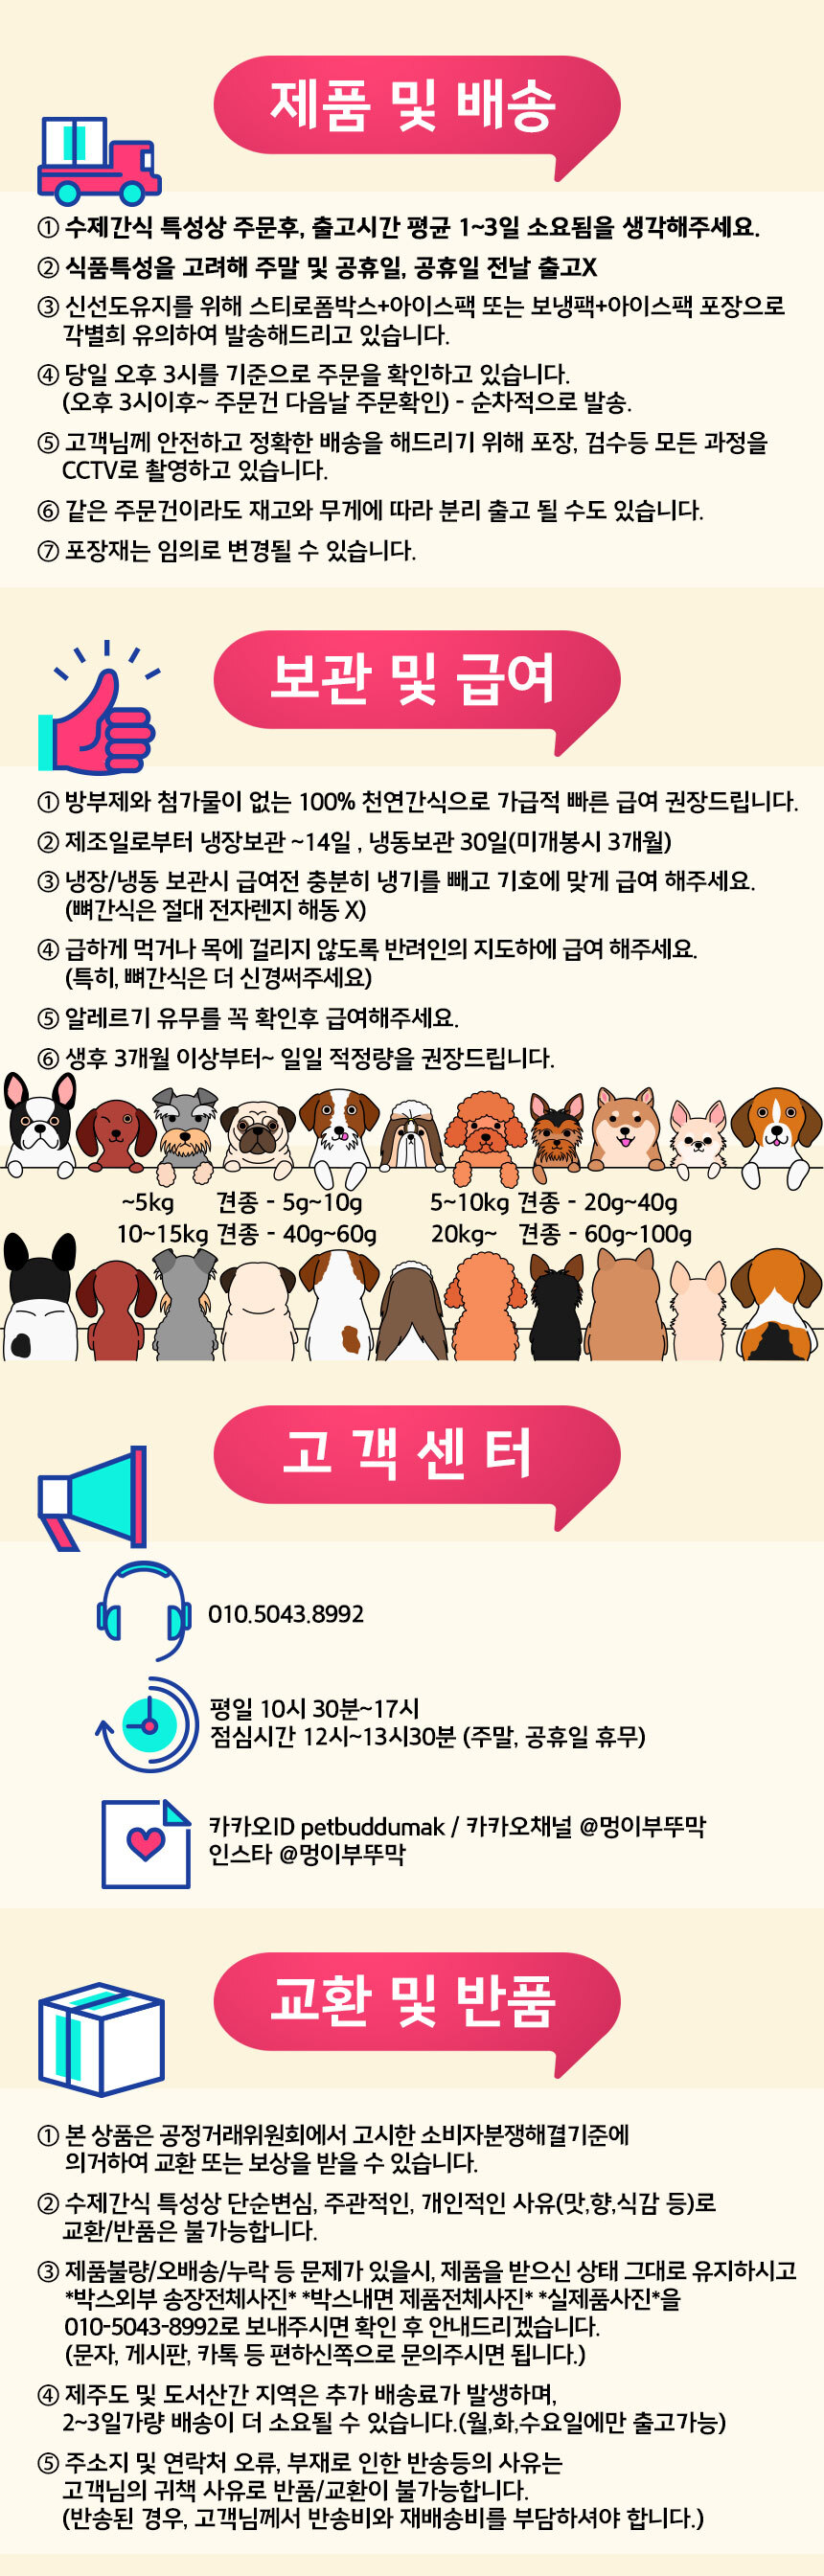 제품 및 배송
① 수제간식 특성상 주문후, 출고시간 평균 1~3일 소요됨을 생각해주세요.
② 식품특성을 고려해 주말 및 공휴일, 공휴일 전날 출고X
③ 신선도유지를 위해 스티로폼박스+아이스팩 또는 보냉팩+아이스팩 포장으로
각별희 유의하여 발송해드리고 있습니다.
④ 당일 오후 3시를 기준으로 주문을 확인하고 있습니다.
(오후 3시이후~ 주문건 다음날 주문확인) - 순차적으로 발송.
⑤ 고객님께 안전하고 정확한 배송을 해드리기 위해 포장, 검수등 모든 과정을
CCTV로 촬영하고 있습니다.
⑥ 같은 주문건이라도 재고와 무게에 따라 분리 출고 될 수도 있습니다.
⑦ 포장재는 임의로 변경될 수 있습니다.
보관 및 급여
① 방부제와 첨가물이 없는 100% 천연간식으로 가급적 빠른 급여 권장드립니다.
② 제조일로부터 냉장보관 ~14일 , 냉동보관 30일(미개봉시 3개월)
③ 냉장/냉동 보관시 급여전 충분히 냉기를 빼고 기호에 맞게 급여 해주세요.
(뼈간식은 절대 전자렌지 해동 X)
④ 급하게 먹거나 목에 걸리지 않도록 반려인의 지도하에 급여 해주세요.
(특히, 뼈간식은 더 신경써주세요)
⑤ 알레르기 유무를 꼭 확인후 급여해주세요.
⑥ 생후 3개월 이상부터~ 일일 적정량을 권장드립니다.
~5kg 견종 - 5g~10g 5~10kg 견종 - 20g~40g
10~15kg 견종 - 40g~60g 20kg~ 견종 - 60g~100g
고객센터
010.5043.8992
평일 10시 30분~17시
점심시간 12시~13시30분 (주말, 공휴일 휴무)
카카오ID petbuddumak / 카카오채널 @멍이부뚜막
인스타 @멍이부뚜막
교환 및 반품
① 본 상품은 공정거래위원회에서 고시한 소비자분쟁해결기준에
의거하여 교환 또는 보상을 받을 수 있습니다.
② 수제간식 특성상 단순변심, 주관적인, 개인적인 사유(맛,향,식감 등)로
교환/반품은 불가능합니다.
③ 제품불량/오배송/누락 등 문제가 있을시, 제품을 받으신 상태 그대로 유지하시고
*박스외부 송장전체사진* *박스내면 제품전체사진* *실제품사진*을
010-5043-8992로 보내주시면 확인 후 안내드리겠습니다.
(문자, 게시판, 카톡 등 편하신쪽으로 문의주시면 됩니다.)
④ 제주도 및 도서산간 지역은 추가 배송료가 발생하며,
2~3일가량 배송이 더 소요될 수 있습니다.(월,화,수요일에만 출고가능)
⑤ 주소지 및 연락처 오류, 부재로 인한 반송등의 사유는
고객님의 귀책 사유로 반품/교환이 불가능합니다.
(반송된 경우, 고객님께서 반송비와 재배송비를 부담하셔야 합니다.)